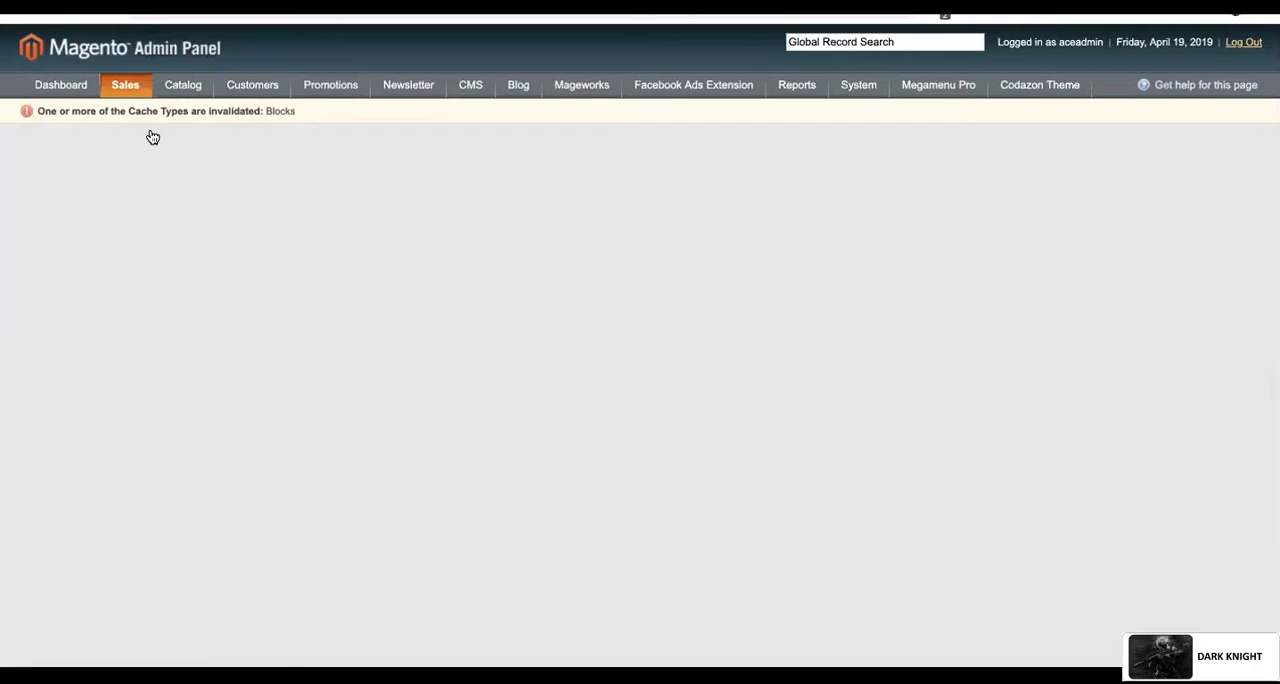 Magento Admin Panel
Global Record Search
Logged in as aceadmin | Friday, April 19, 2019 | Log Out
Dashboard Sales Catalog Customers Promotions Newsletter CMS Blog Mageworks Facebook Ads Extension Reports System Megamenu Pro Codazon Theme Get help for this page
One or more of the Cache Types are invalidated: Blocks
DARK KNIGHT